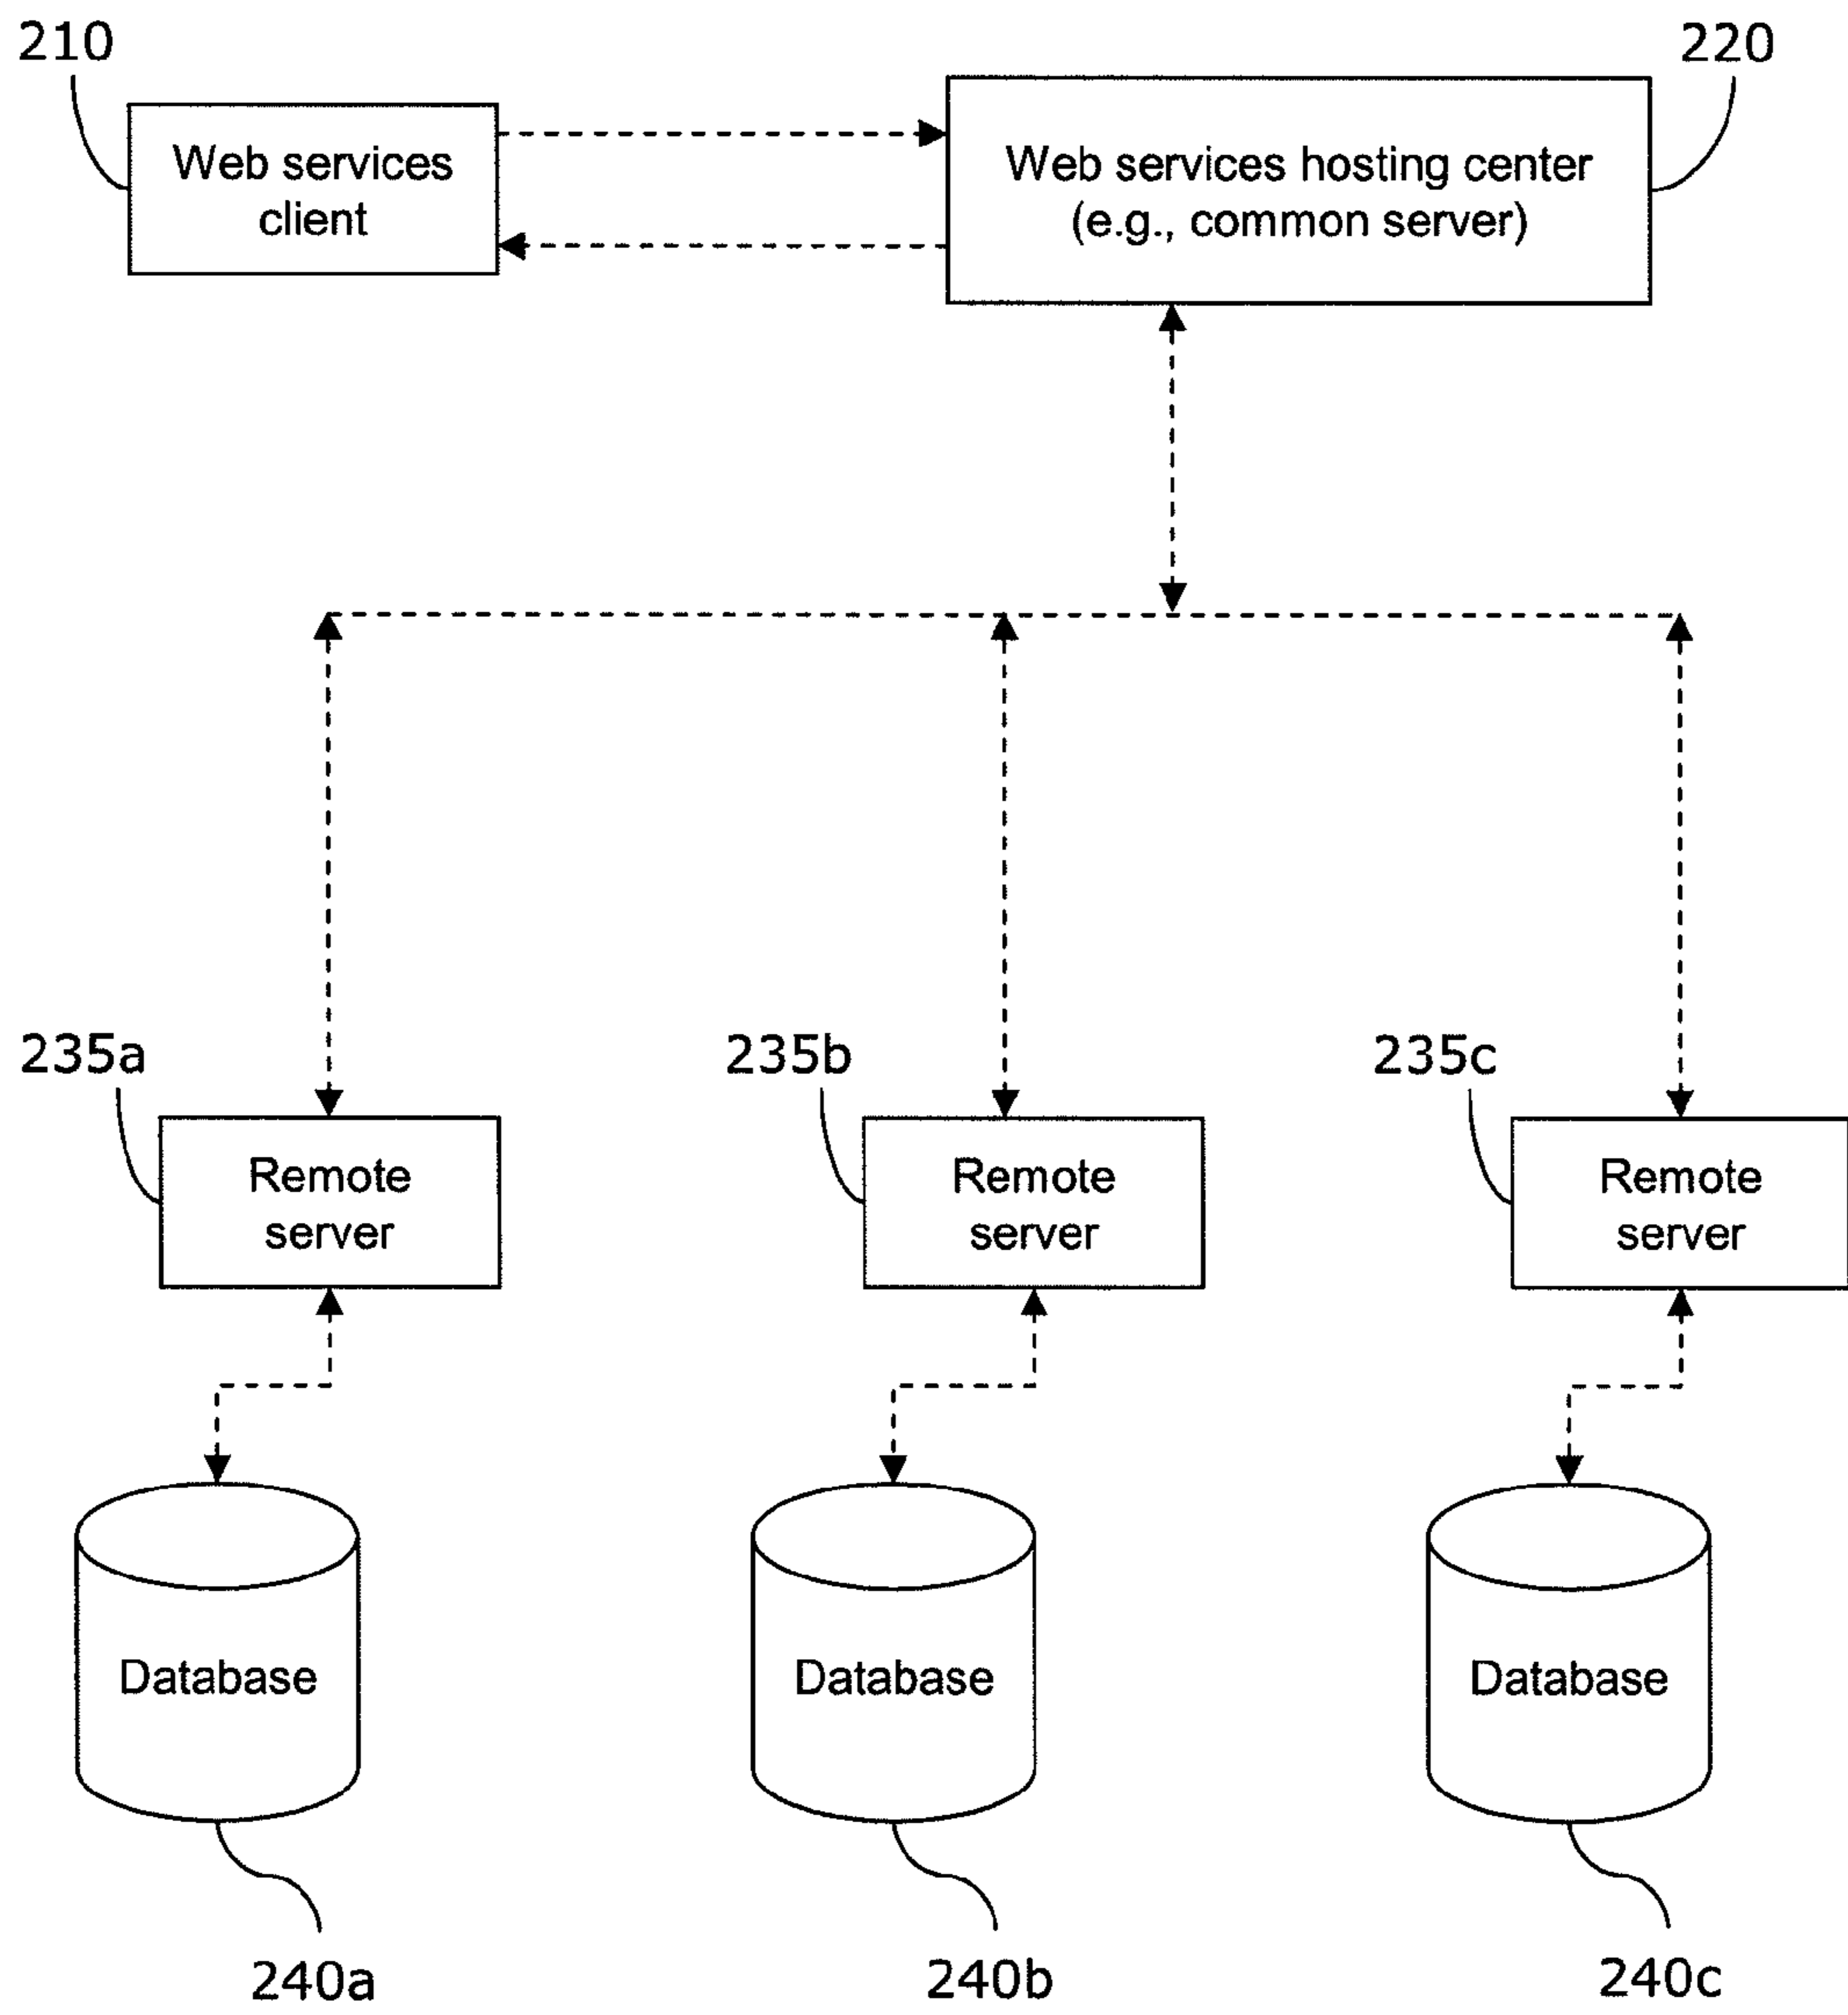 210
220
Web services
client
Web services hosting center
(e.g., common server)
235a
235b
235c
Remote
server
Remote
server
Remote
server
Database
Database
Database
240a
240b
240c